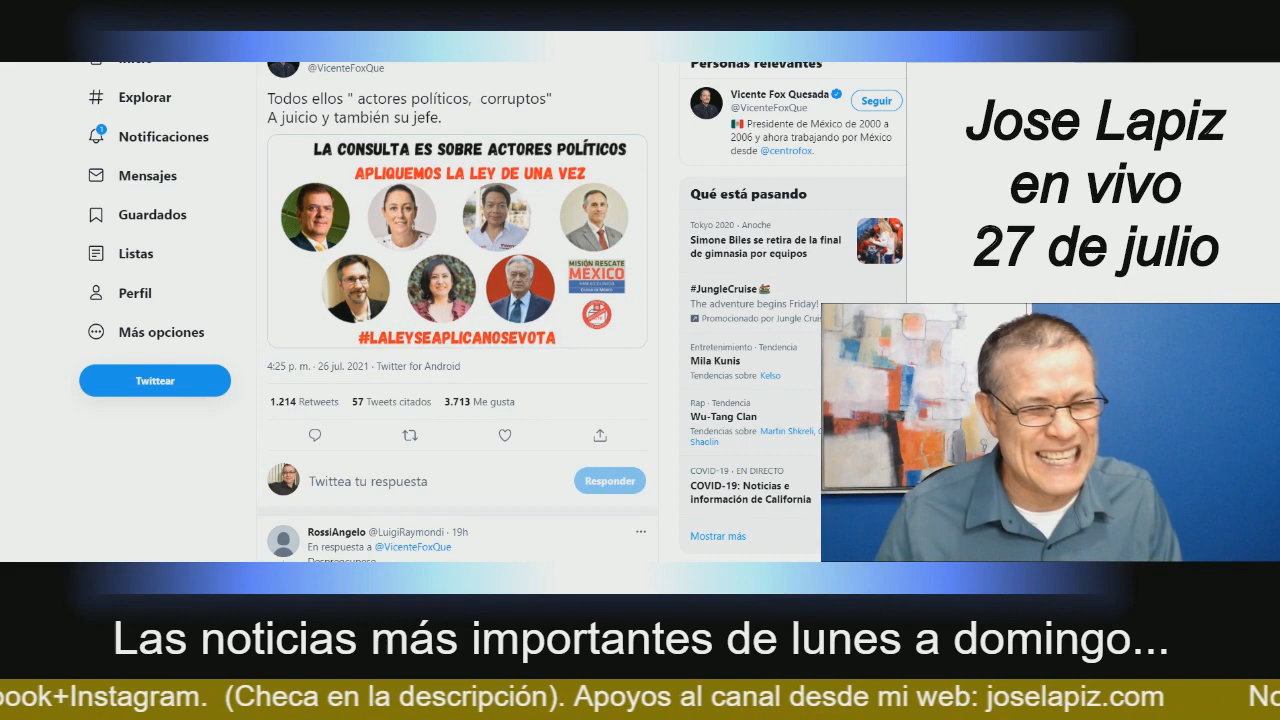 Inicio
Explorar
1
Notificaciones
Mensajes
Guardados
Listas
Perfil
Más opciones
Twittear
@VicenteFoxQue
Todos ellos " actores políticos, corruptos"
A juicio y también su jefe.
LA CONSULTA ES SOBRE ACTORES POLÍTICOS
APLIQUEMOS LA LEY DE UNA VEZ
MISIÓN RESCATE
MÉXICO
#LALEYSEAPLICANOSEVOTA
4:25 p. m. · 26 jul. 2021 · Twitter for Android
1.214 Retweets 57 Tweets citados 3.713 Me gusta
Twittea tu respuesta
Responder
RossiAngelo @LuigiRaymondi · 19h
En respuesta a @VicenteFoxQue
Personas relevantes
Vicente Fox Quesada
@VicenteFoxQue
Seguir
Presidente de México de 2000 a
2006 y ahora trabajando por México
desde @centrofox.
Qué está pasando
Tokyo 2020 · Anoche
Simone Biles se retira de la final
de gimnasia por equipos
#JungleCruise
The adventure begins Friday!
Promocionado por Jungle Cruis
Entretenimiento · Tendencia
Mila Kunis
Tendencias sobre Kelso
Rap · Tendencia
Wu-Tang Clan
Tendencias sobre Martin Shkreli,
Shaolin
COVID-19 · EN DIRECTO
COVID-19: Noticias e
información de California
Mostrar más
Jose Lapiz
en vivo
27 de julio
Las noticias más importantes de lunes a domingo...
book+Instagram. (Checa en la descripción). Apoyos al canal desde mi web: joselapiz.com No